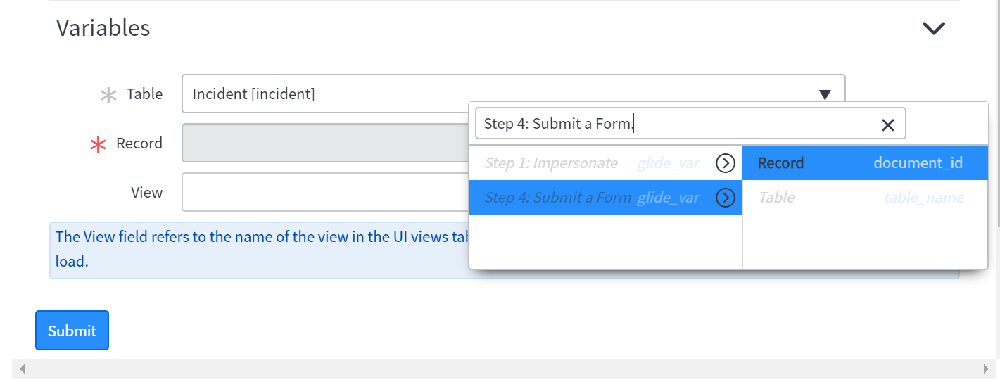 Variables
Table
Incident [incident]
Step 4: Submit a Form.
Record
Step 1: Impersonate glide_var
Record document_id
View
Step 4: Submit a Form glide_var
Table table_name
The View field refers to the name of the view in the UI views
load.
Submit